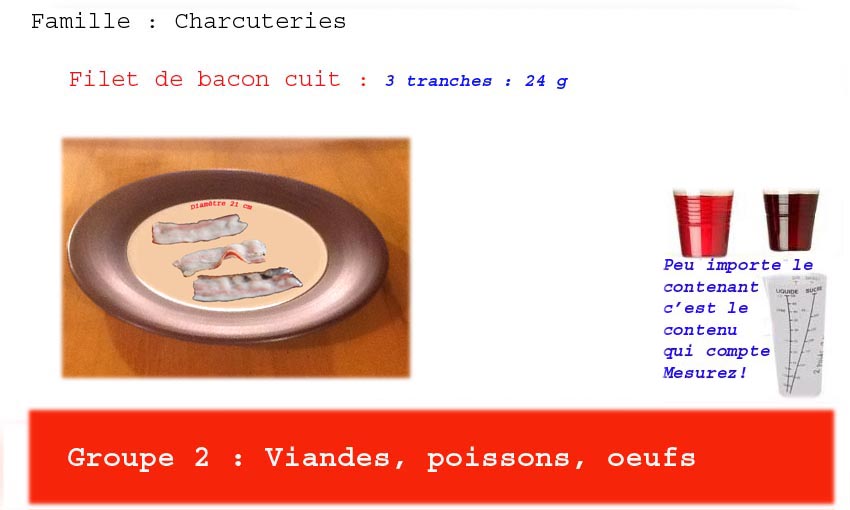 Famille : Charcuteries
Filet de bacon cuit : 3 tranches : 24 g
Diamètre 21 cm
Peu importe le
contenant
c’est le
contenu
qui compte
Mesurez!
LIQUIDE SUCRE
Groupe 2 : Viandes, poissons, oeufs